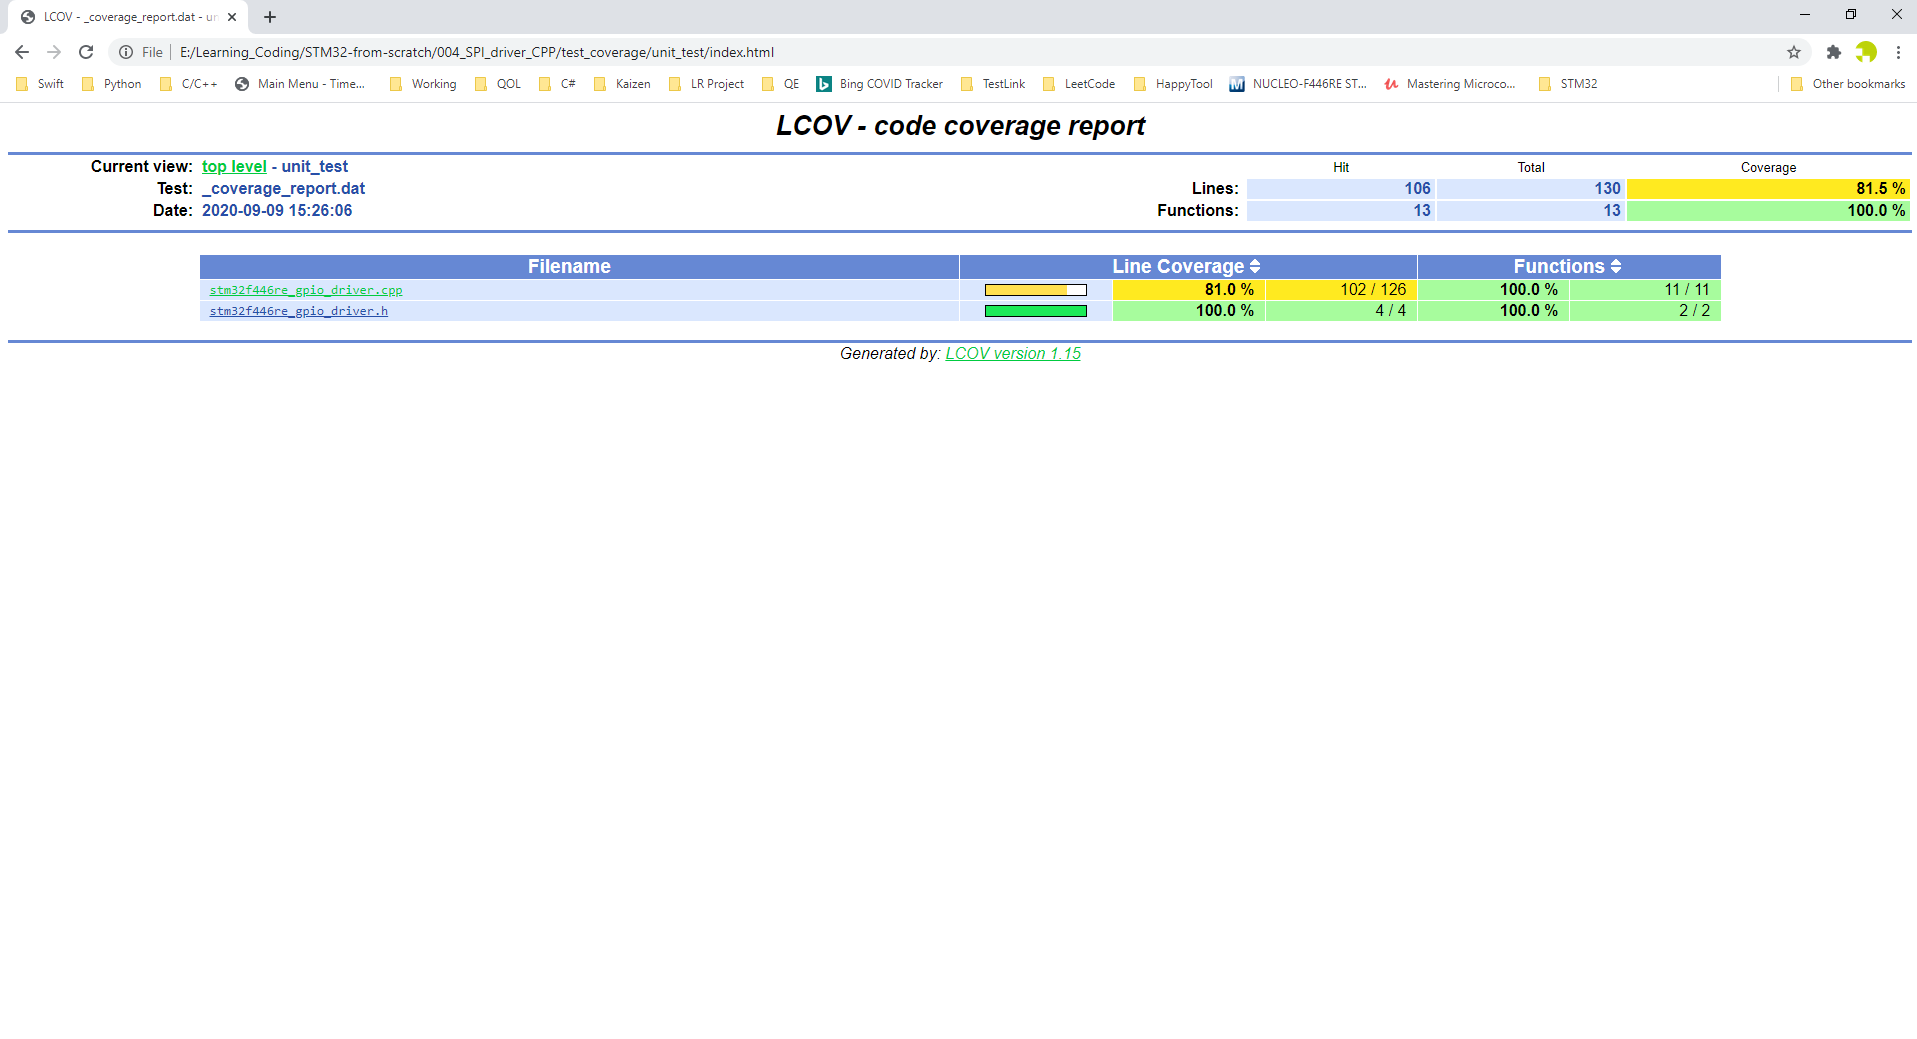 LCOV - _coverage_report.dat - un
File E:/Learning_Coding/STM32-from-scratch/004_SPI_driver_CPP/test_coverage/unit_test/index.html
Swift Python C/C++ Main Menu - Time... Working QOL C# Kaizen LR Project QE Bing COVID Tracker TestLink LeetCode HappyTool NUCLEO-F446RE ST... Mastering Microco... STM32 Other bookmarks
LCOV - code coverage report
Current view: top level - unit_test Hit Total Coverage
Test: _coverage_report.dat Lines: 106 130 81.5 %
Date: 2020-09-09 15:26:06 Functions: 13 13 100.0 %
Filename Line Coverage Functions
stm32f446re_gpio_driver.cpp 81.0 % 102 / 126 100.0 % 11 / 11
stm32f446re_gpio_driver.h 100.0 % 4 / 4 100.0 % 2 / 2
Generated by: LCOV version 1.15